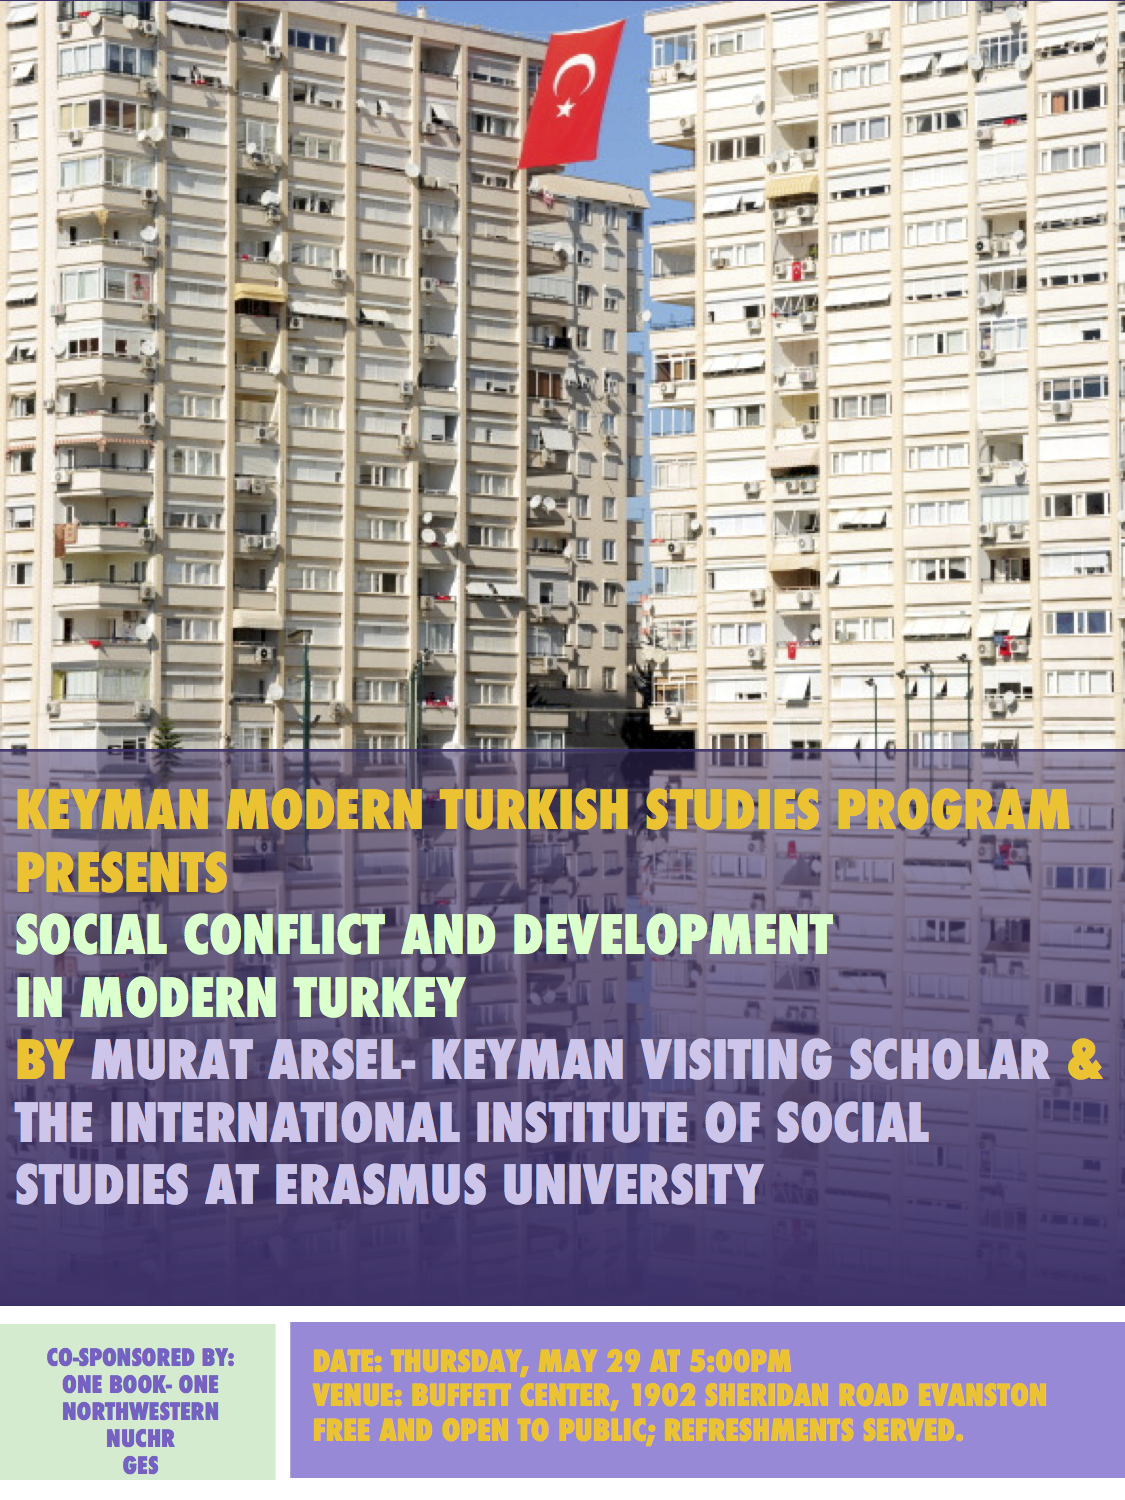 KEYMAN MODERN TURKISH STUDIES PROGRAM
PRESENTS
SOCIAL CONFLICT AND DEVELOPMENT
IN MODERN TURKEY
BY MURAT ARSEL- KEYMAN VISITING SCHOLAR &
THE INTERNATIONAL INSTITUTE OF SOCIAL
STUDIES AT ERASMUS UNIVERSITY
CO-SPONSORED BY:
ONE BOOK- ONE
NORTHWESTERN
NUCHR
GES
DATE: THURSDAY, MAY 29 AT 5:00PM
VENUE: BUFFETT CENTER, 1902 SHERIDAN ROAD EVANSTON
FREE AND OPEN TO PUBLIC; REFRESHMENTS SERVED.